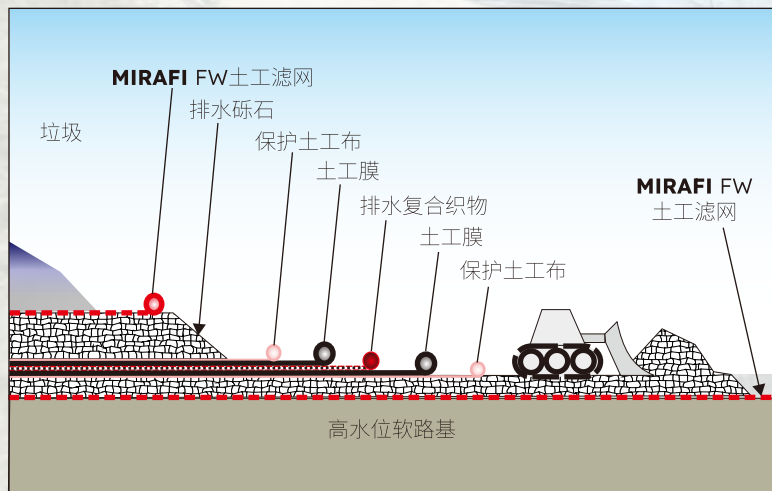 MIRAFI FW土工滤网
排水砾石
垃圾
保护土工布
土工膜
排水复合织物
MIRAFI FW
土工滤网
土工膜
保护土工布
高水位软路基